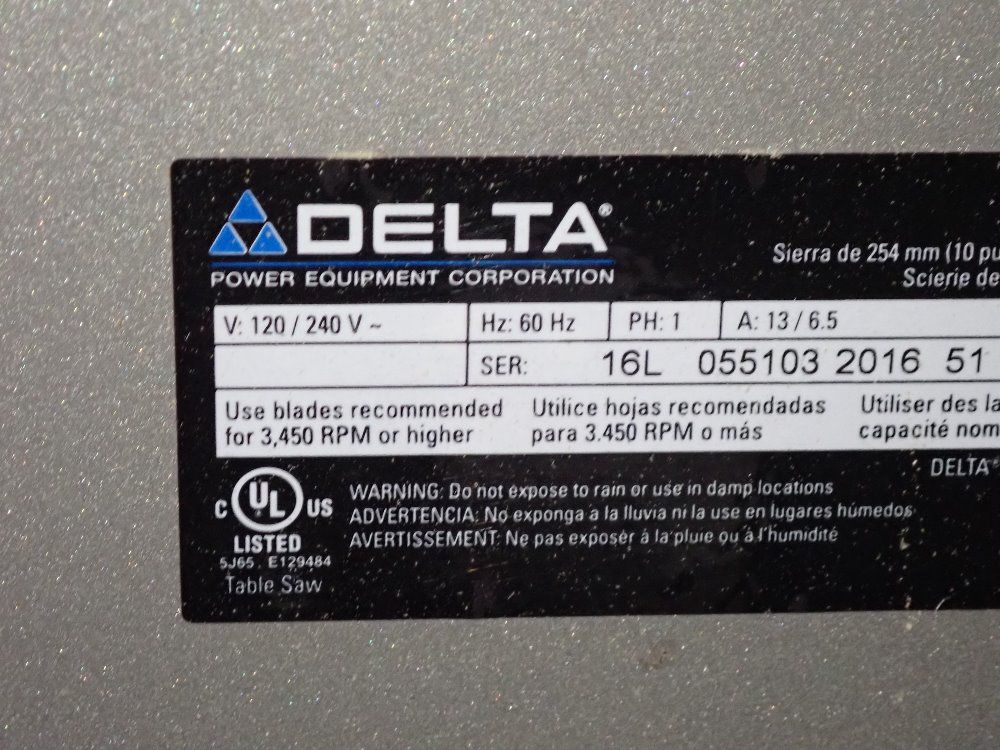 DELTA®
POWER EQUIPMENT CORPORATION
Sierra de 254 mm (10
Scierie de
V: 120 / 240 V ~
Hz: 60 Hz
PH: 1
A: 13 / 6.5
SER: 16L 055103 2016 51
Use blades recommended
for 3,450 RPM or higher
Utilice hojas recomendadas
para 3.450 RPM o más
Utiliser des
capacité
DELTA
C UL US
LISTED
5J65 E129484
Table Saw
WARNING: Do not expose to rain or use in damp locations
ADVERTENCIA: No exponga a la lluvia ni la use en lugares húmedos
AVERTISSEMENT: Ne pas exposer à la pluie ou à l'humidité